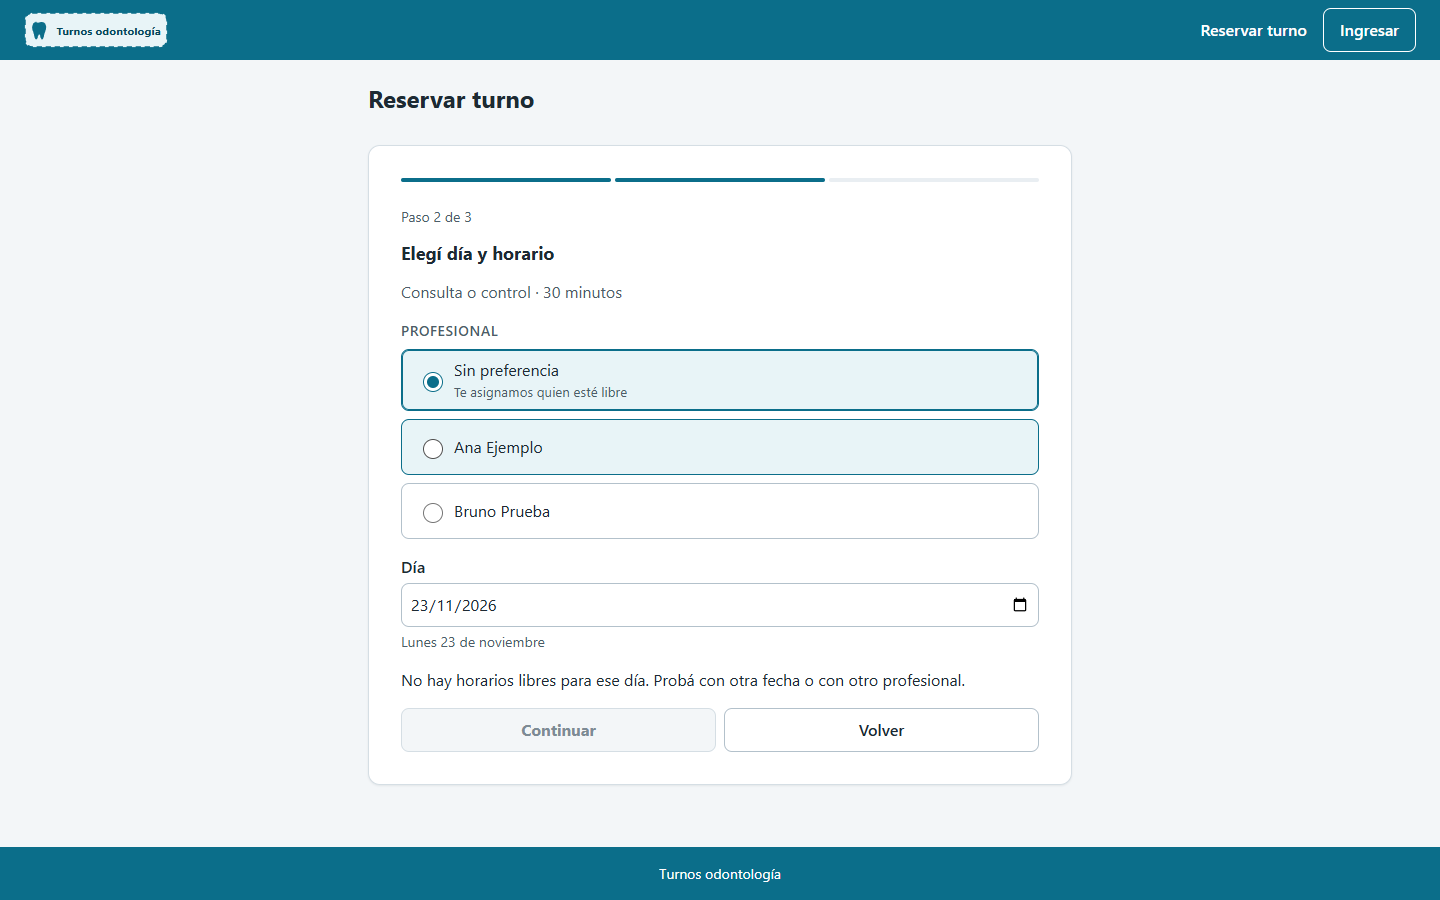 Turnos odontología
Reservar turno
Ingresar
Reservar turno
Paso 2 de 3
Elegí día y horario
Consulta o control · 30 minutos
PROFESIONAL
Sin preferencia
Te asignamos quien esté libre
Ana Ejemplo
Bruno Prueba
Día
23/11/2026
Lunes 23 de noviembre
No hay horarios libres para ese día. Probá con otra fecha o con otro profesional.
Continuar
Volver
Turnos odontología